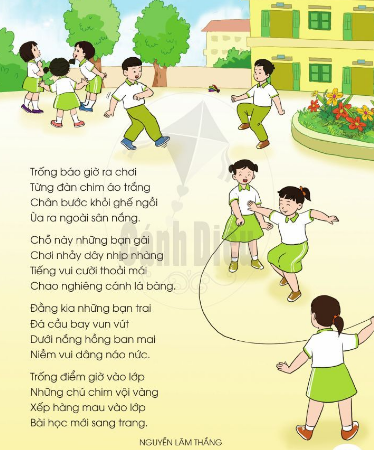 Trống báo giờ ra chơi
Từng đàn chim áo trắng
Chân bước khỏi ghế ngồi
Ùa ra ngoài sân nắng.
Chỗ này những bạn gái
Chơi nhảy dây nhịp nhàng
Tiếng vui cười thoải mái
Chao nghiêng cánh lá bàng.
Đằng kia những bạn trai
Đá cầu bay vun vút
Dưới nắng hồng ban mai
Niềm vui dâng náo nức.
Trống điểm giờ vào lớp
Những chú chim vội vàng
Xếp hàng mau vào lớp
Bài học mới sang trang.
NGUYỄN LÃM THẮNG
Cánh Diều